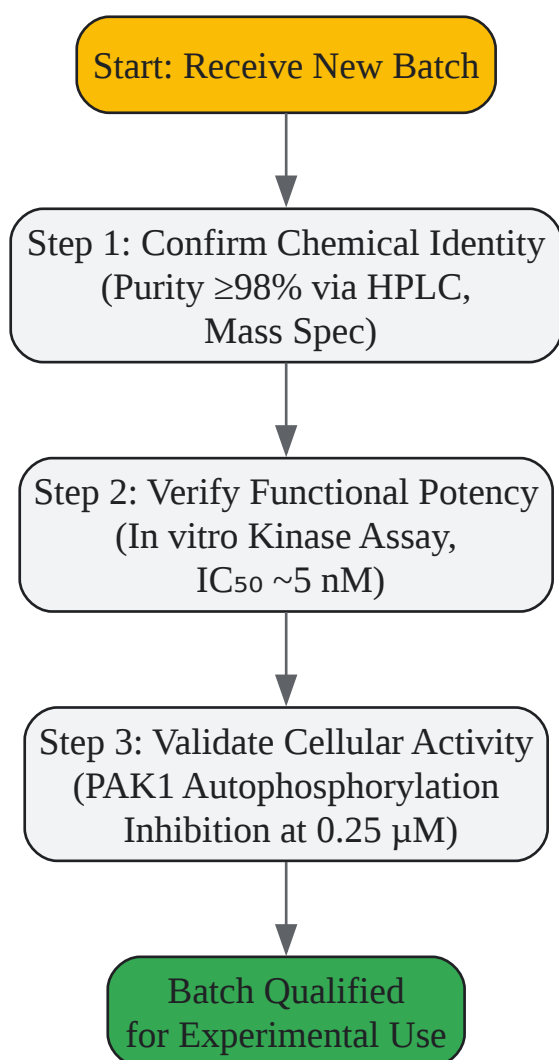 Start: Receive New Batch
Step 1: Confirm Chemical Identity
(Purity ≥98% via HPLC,
Mass Spec)
Step 2: Verify Functional Potency
(In vitro Kinase Assay,
IC₅₀ ~5 nM)
Step 3: Validate Cellular Activity
(PAK1 Autophosphorylation
Inhibition at 0.25 µM)
Batch Qualified
for Experimental Use